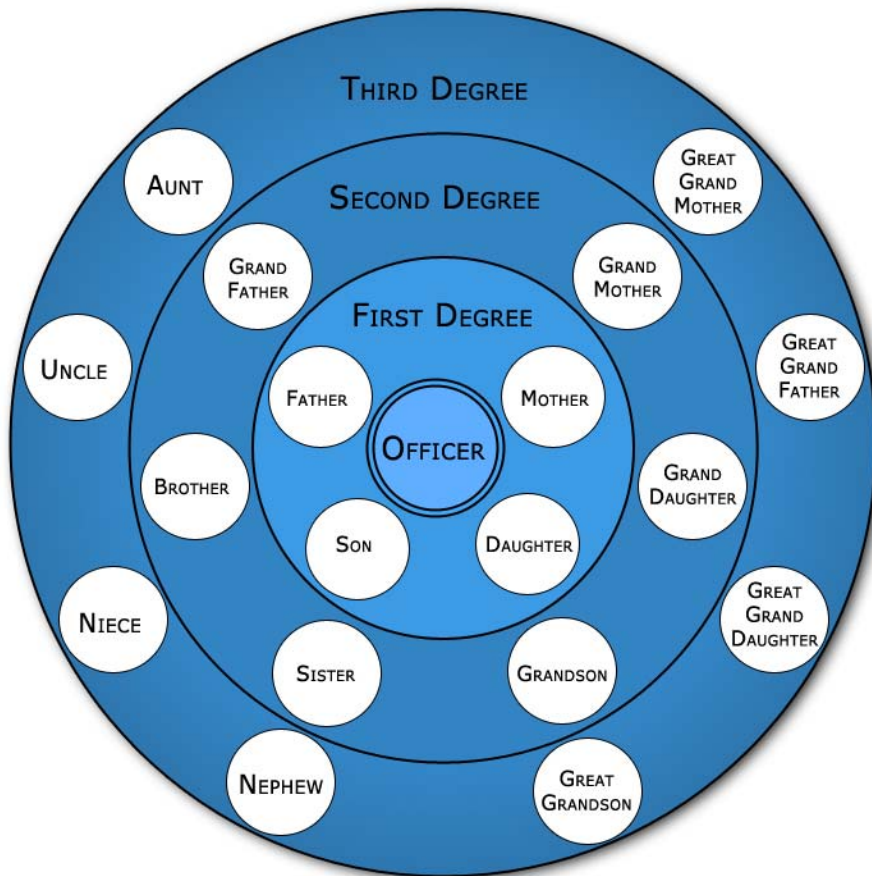 THIRD DEGREE
AUNT
GREAT
GRAND
MOTHER
SECOND DEGREE
GRAND
FATHER
GRAND
MOTHER
FIRST DEGREE
UNCLE
GREAT
GRAND
FATHER
FATHER
MOTHER
OFFICER
BROTHER
GRAND
DAUGHTER
SON
DAUGHTER
NIECE
GREAT
GRAND
DAUGHTER
SISTER
GRANDSON
NEPHEW
GREAT
GRANDSON